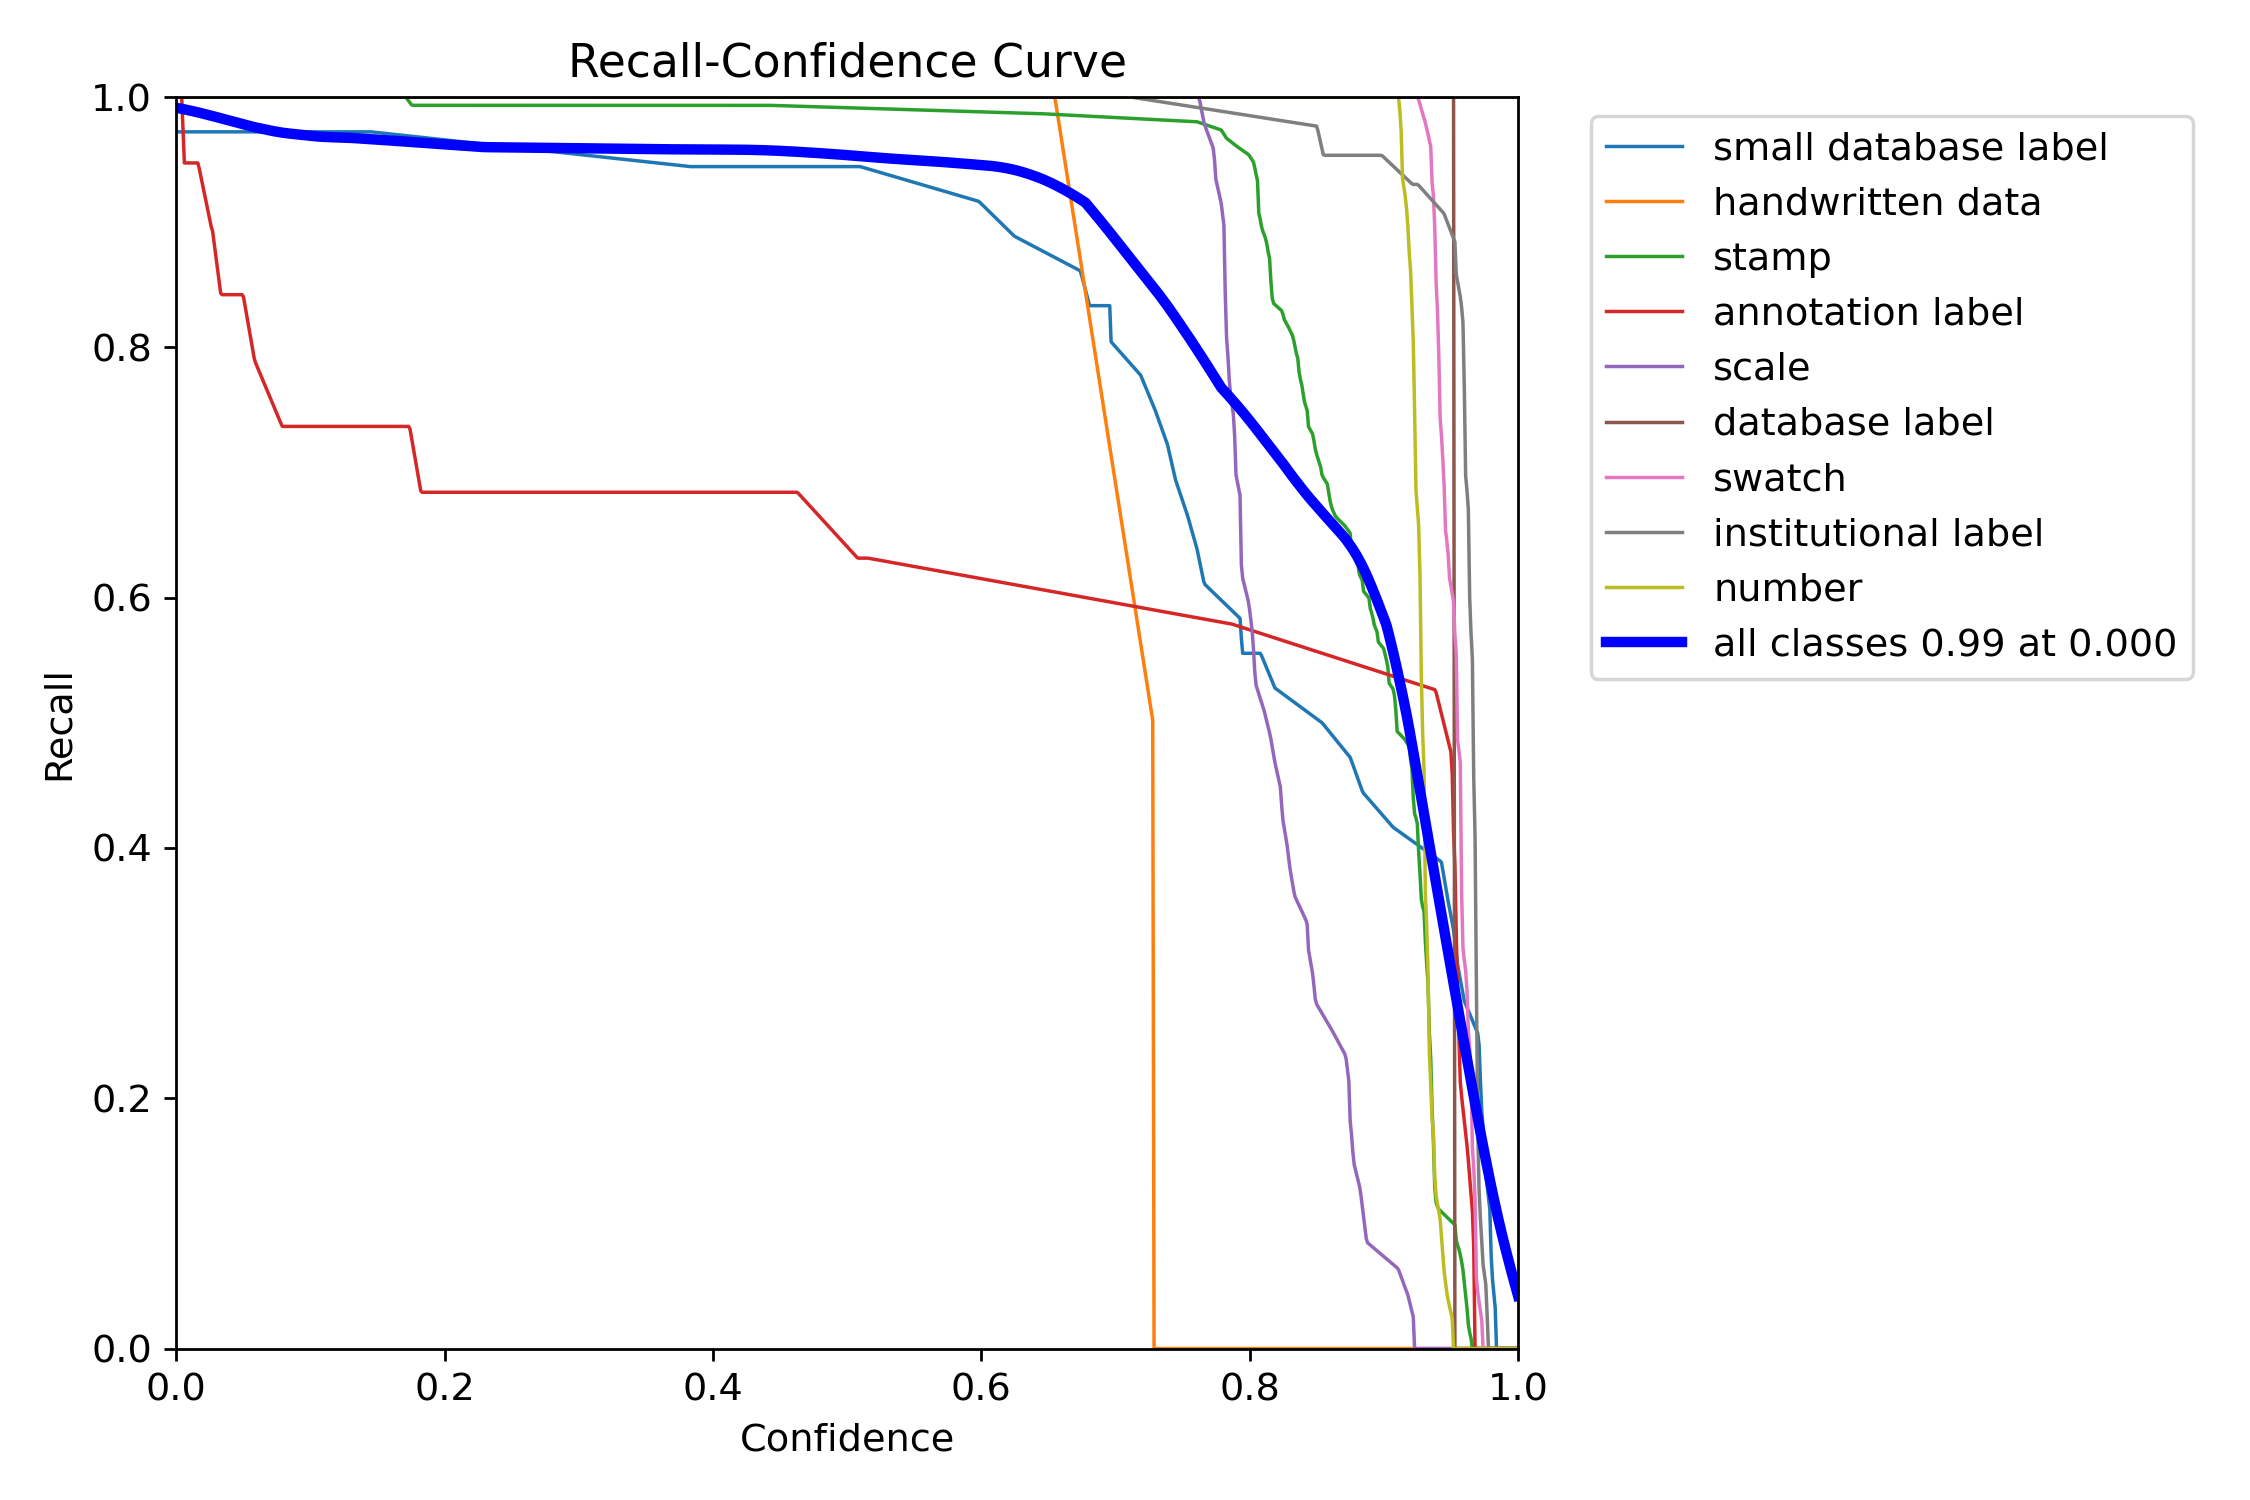 Recall-Confidence Curve
1.0
0.8
0.6
0.4
0.2
0.0
Recall
0.0 0.2 0.4 0.6 0.8 1.0
Confidence
small database label
handwritten data
stamp
annotation label
scale
database label
swatch
institutional label
number
all classes 0.99 at 0.000